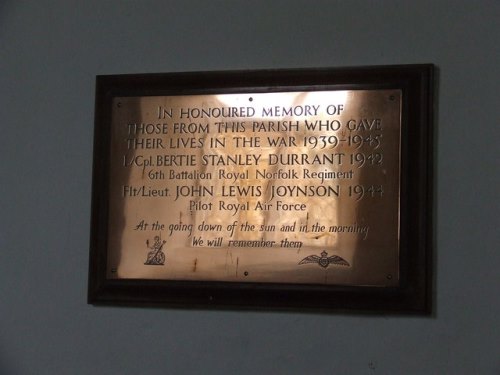 IN HONOURED MEMORY OF
THOSE FROM THIS PARISH WHO GAVE
THEIR LIVES IN THE WAR 1939-1945
L/Cpl. BERTIE STANLEY DURRANT 1942
6th Battalion Royal Norfolk Regiment
Flt/Lieut. JOHN LEWIS JOYNSON 1944
Pilot Royal Air Force
At the going down of the sun and in the morning
We will remember them